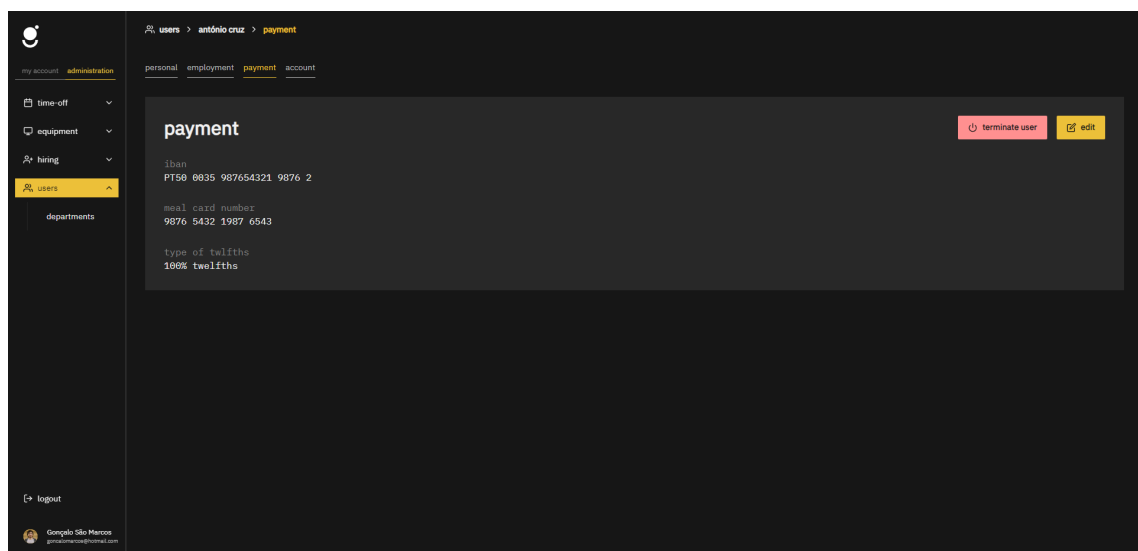 users > antónio cruz > payment
my account administration
personal employment payment account
time-off
equipment
hiring
users
departments
payment
terminate user
edit
iban
PT50 0035 987654321 9876 2
meal card number
9876 5432 1987 6543
type of twlfths
100% twelfths
logout
Gonçalo São Marcos
goncalomarcos@hotmail.com